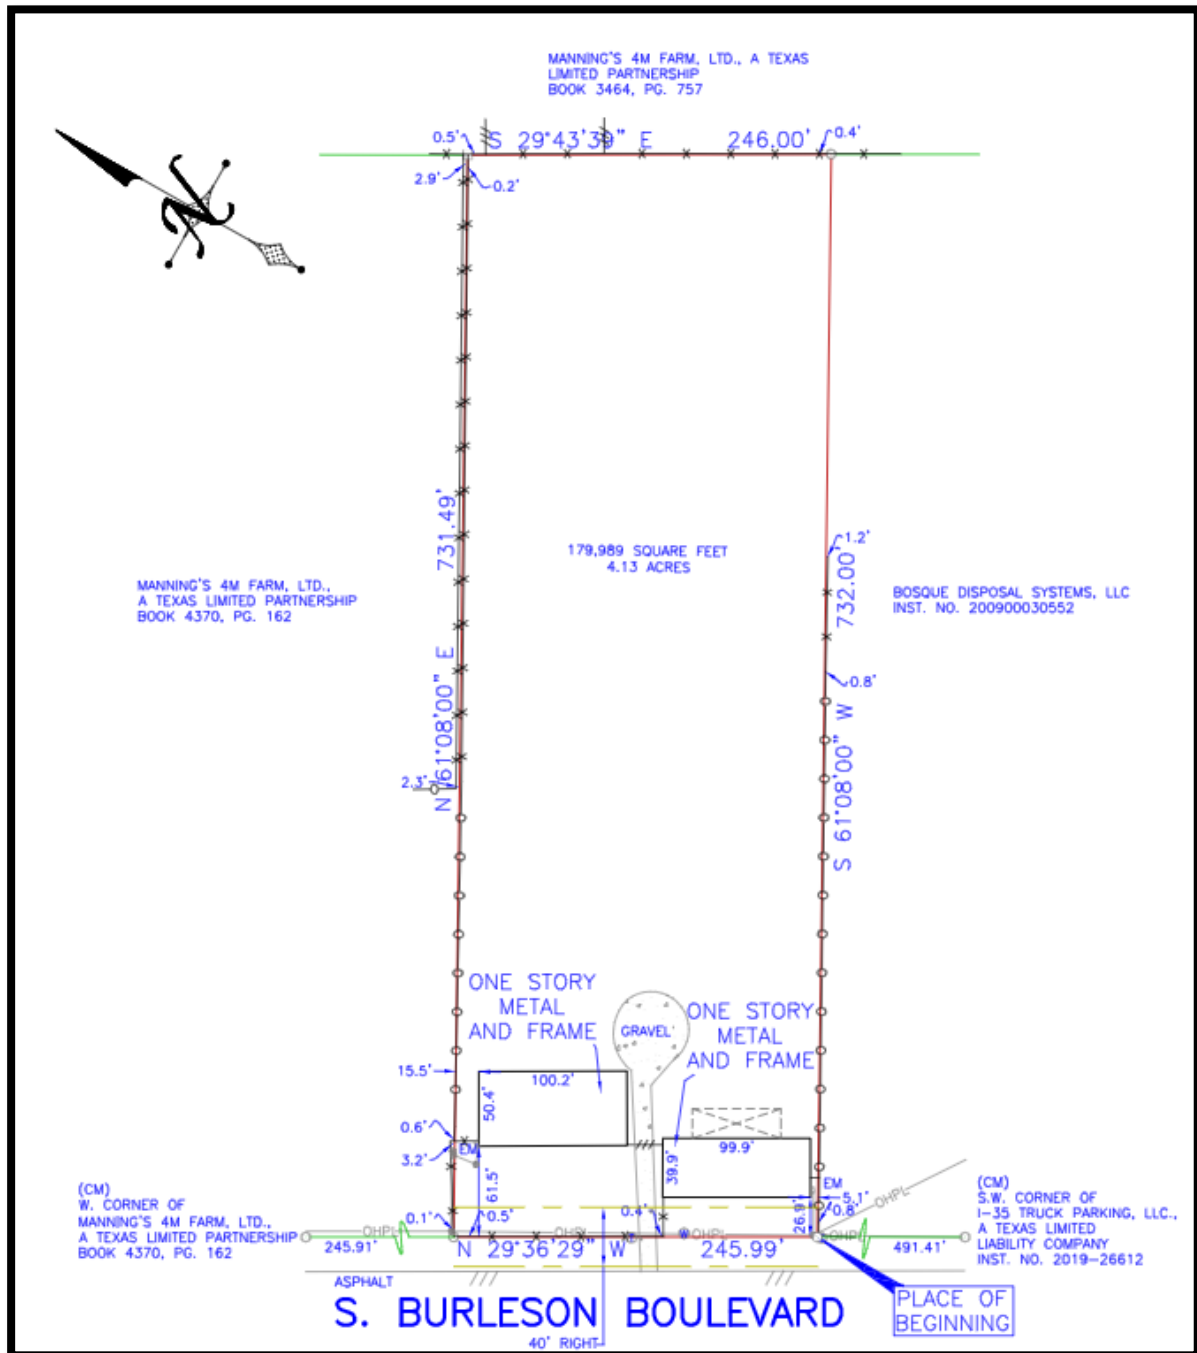 MANNING'S 4M FARM, LTD., A TEXAS
LIMITED PARTNERSHIP
BOOK 3464, PG. 757
0.5'
S 29°43'39" E
246.00'
0.4'
2.9'
0.2'
N
731.49'
N 61°08'00" E
179,989 SQUARE FEET
4.13 ACRES
1.2'
732.00'
MANNING'S 4M FARM, LTD.,
A TEXAS LIMITED PARTNERSHIP
BOOK 4370, PG. 162
BOSQUE DISPOSAL SYSTEMS, LLC
INST. NO. 200900030552
0.8'
S 61°08'00" W
2.3'
ONE STORY
METAL
AND FRAME
GRAVEL
ONE STORY
METAL
AND FRAME
15.5'
100.2'
50.4'
0.6'
3.2'
EM
61.5'
99.9'
39.9'
EM
5.1'
0.8'
26.9'
OHPL
(CM)
W. CORNER OF
MANNING'S 4M FARM, LTD.,
A TEXAS LIMITED PARTNERSHIP
BOOK 4370, PG. 162
(CM)
S.W. CORNER OF
I-35 TRUCK PARKING, LLC.,
A TEXAS LIMITED
LIABILITY COMPANY
INST. NO. 2019-26612
0.1'
0.5'
0.4'
OHPL
OHPL
OHPL
OHPL
W
245.91'
N 29°36'29" W
245.99'
491.41'
ASPHALT
S. BURLESON BOULEVARD
40' RIGHT
PLACE OF
BEGINNING